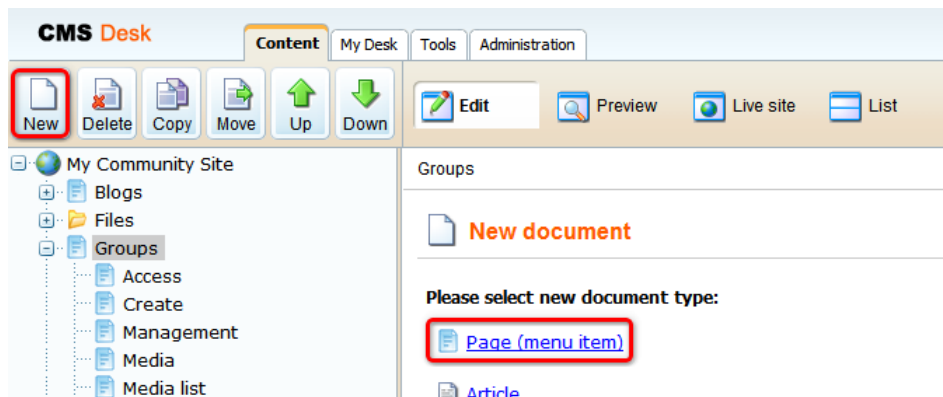 CMS Desk
Content My Desk Tools Administration
New Delete Copy Move Up Down
Edit Preview Live site List
My Community Site
Blogs
Files
Groups
Access
Create
Management
Media
Media list
Groups
New document
Please select new document type:
Page (menu item)
Article